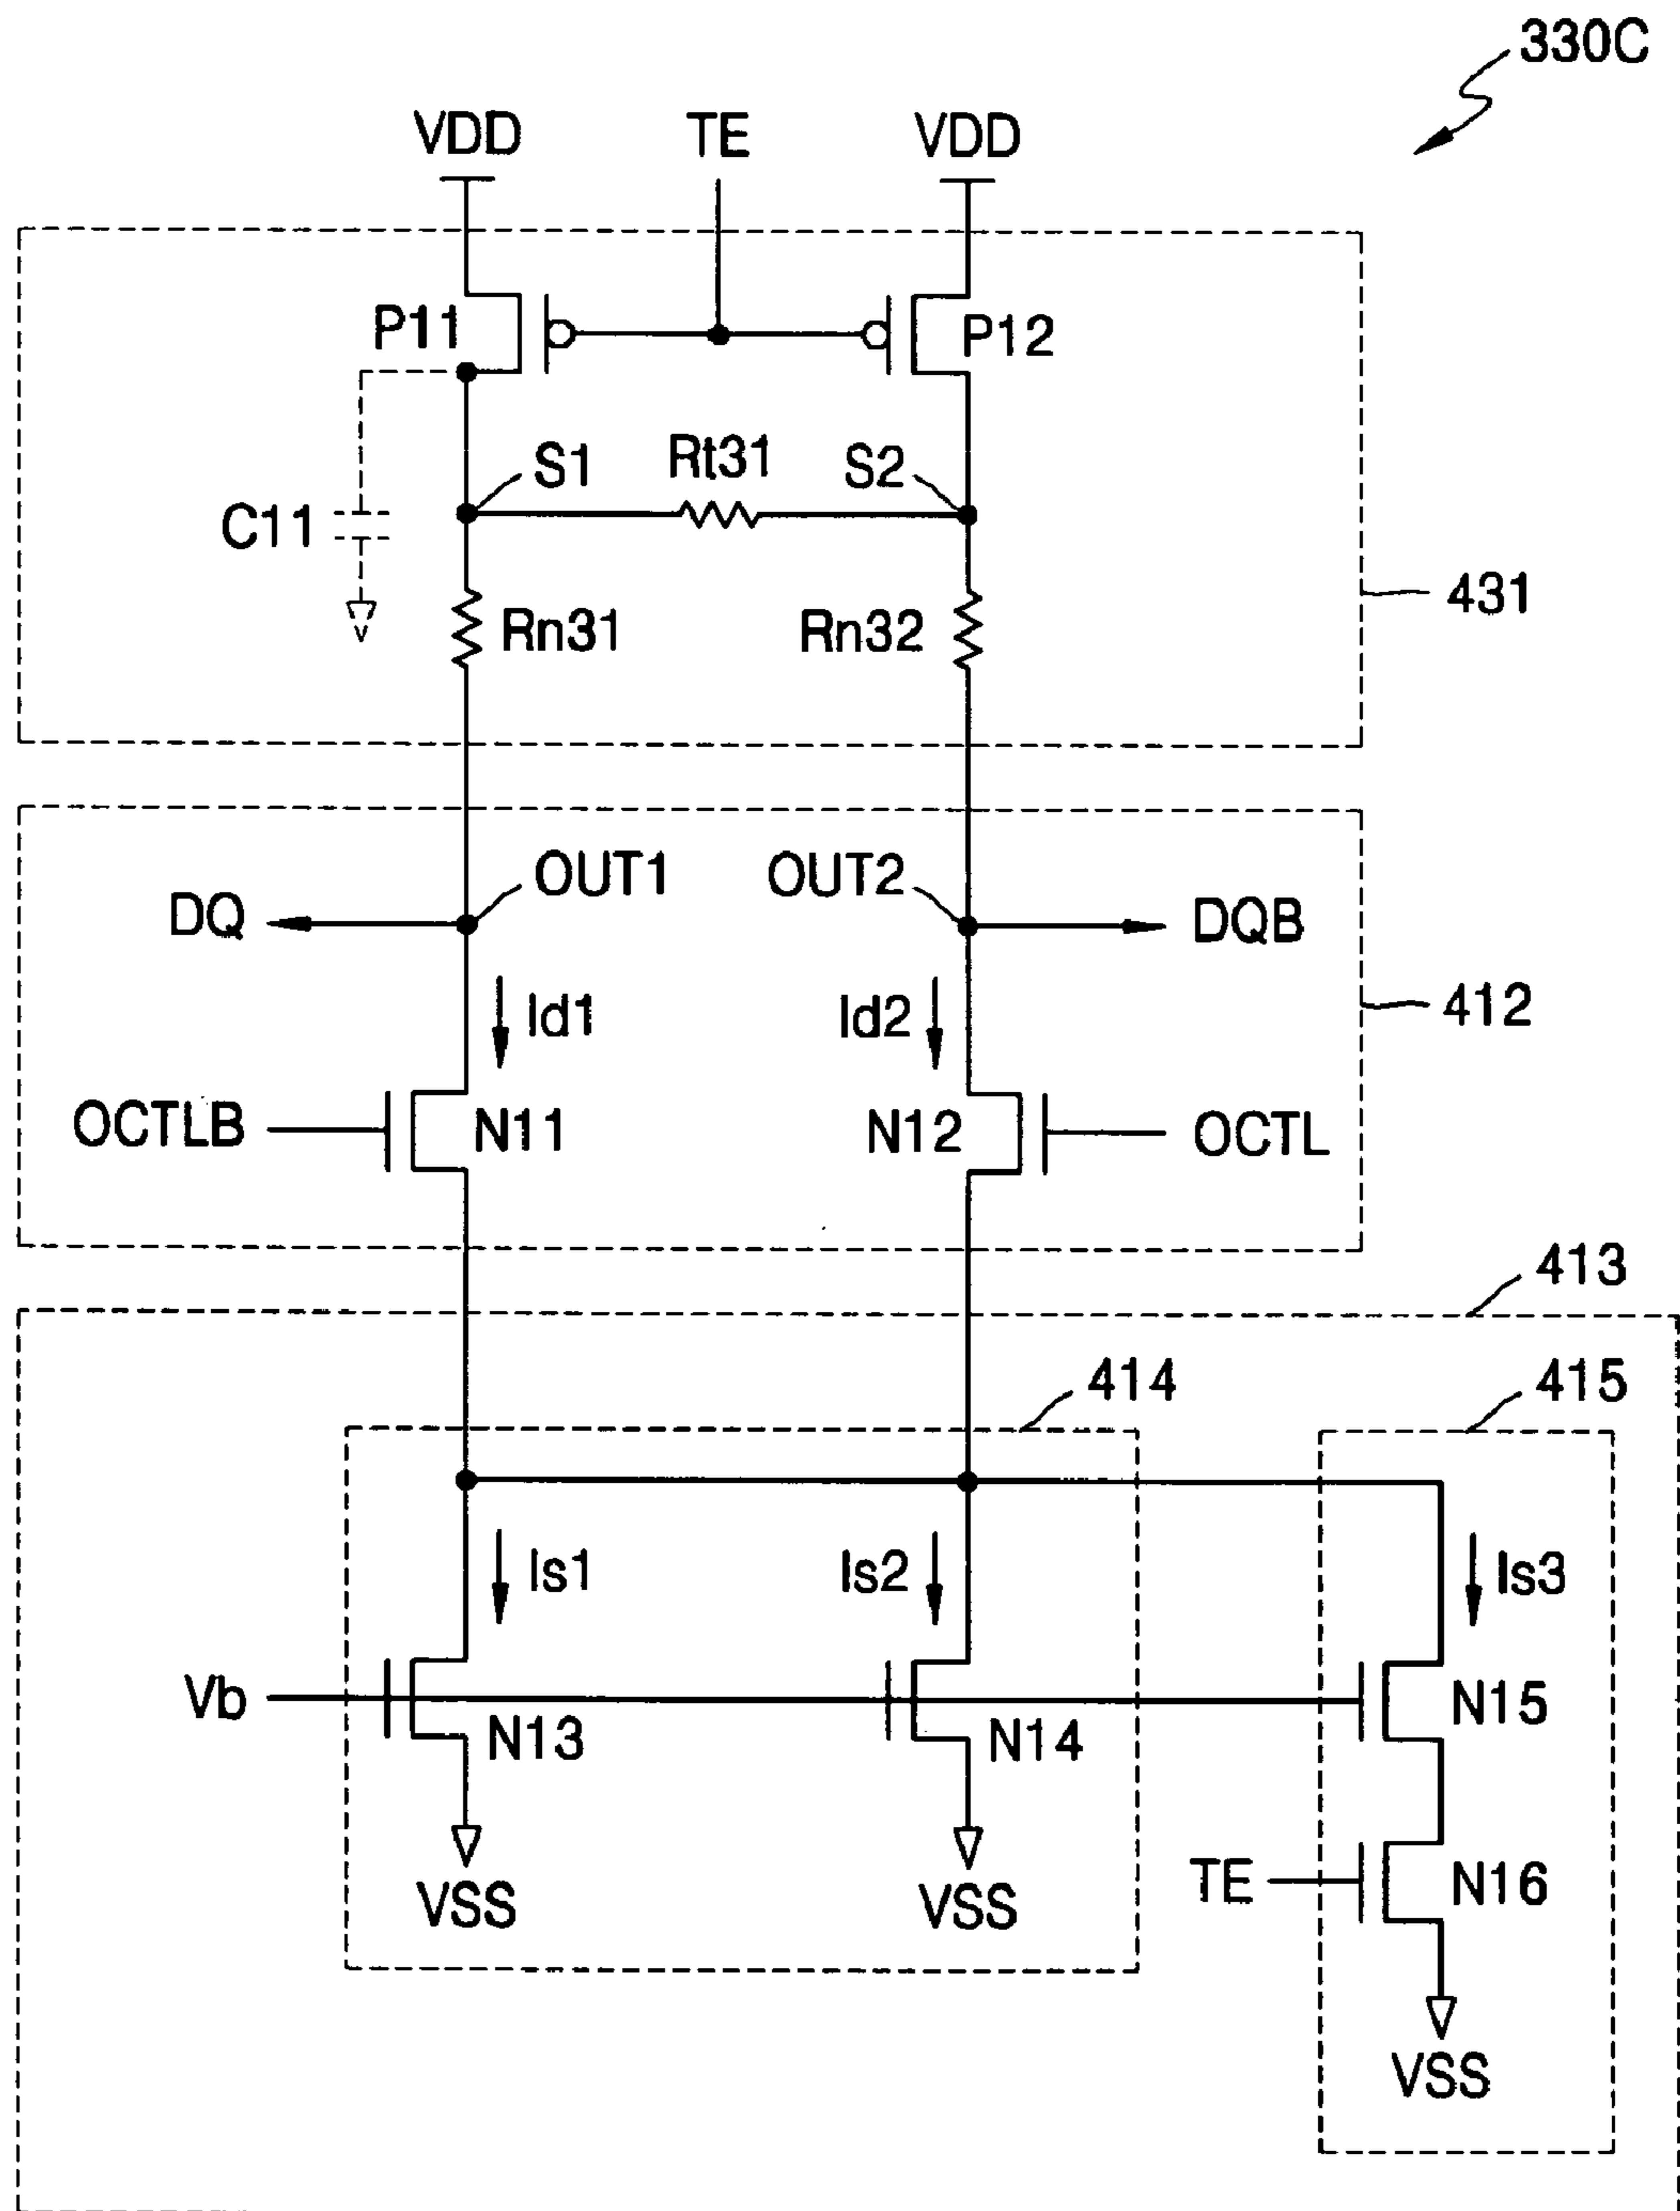 330C
VDD TE VDD
P11 P12
S1 Rt31 S2
C11
431
Rn31 Rn32
OUT1 OUT2
DQ DQB
Id1 Id2
412
OCTLB N11 N12 OCTL
413
414 415
Is1 Is2 Is3
Vb N13 N14 N15
TE N16
VSS VSS
VSS